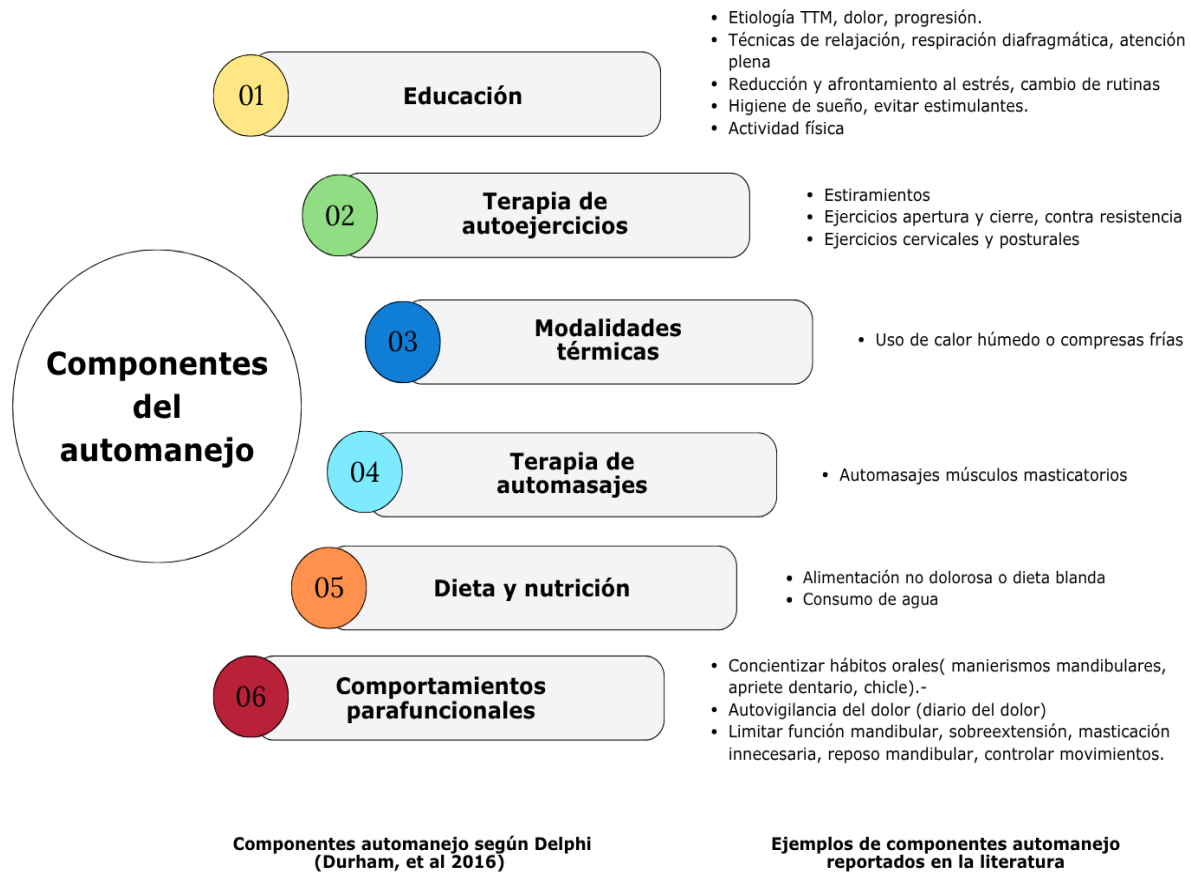 Componentes
del
automanejo
01
Educación
• Etiología TTM, dolor, progresión.
• Técnicas de relajación, respiración diafragmática, atención
plena
• Reducción y afrontamiento al estrés, cambio de rutinas
• Higiene de sueño, evitar estimulantes.
• Actividad física
02
Terapia de
autoejercicios
• Estiramientos
• Ejercicios apertura y cierre, contra resistencia
• Ejercicios cervicales y posturales
03
Modalidades
térmicas
• Uso de calor húmedo o compresas frías
04
Terapia de
automasajes
• Automasajes músculos masticatorios
05
Dieta y nutrición
• Alimentación no dolorosa o dieta blanda
• Consumo de agua
06
Comportamientos
parafuncionales
• Concientizar hábitos orales( manierismos mandibulares,
apriete dentario, chicle).-
• Autovigilancia del dolor (diario del dolor)
• Limitar función mandibular, sobreextensión, masticación
innecesaria, reposo mandibular, controlar movimientos.
Componentes automanejo según Delphi
(Durham, et al 2016)
Ejemplos de componentes automanejo
reportados en la literatura